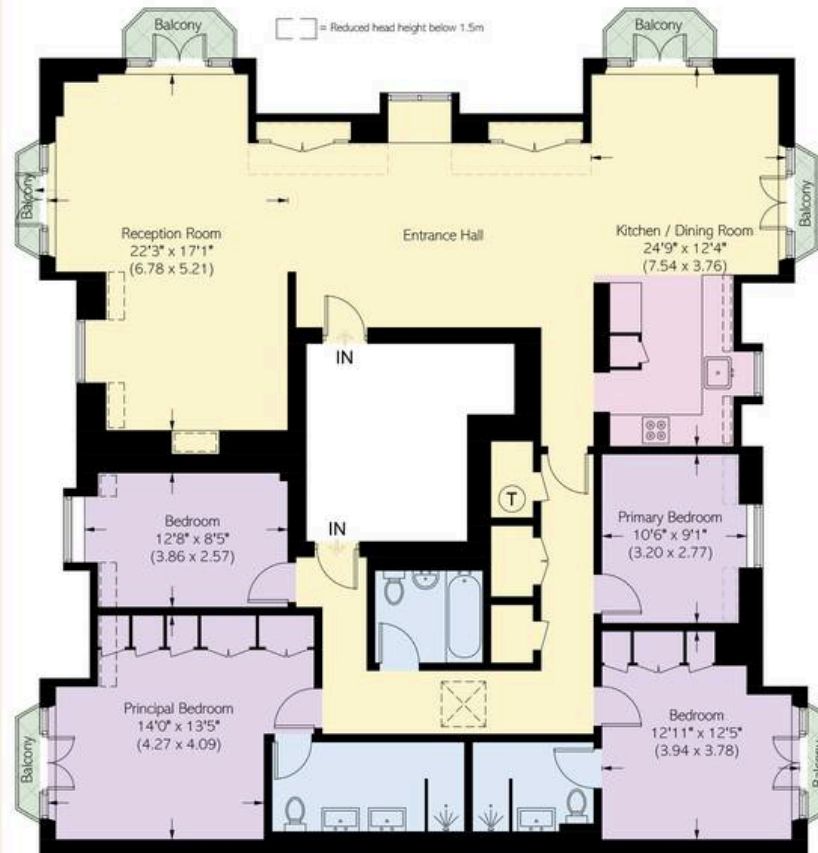 Balcony
= Reduced head height below 1.5m
Balcony
Balcony
Reception Room
22'3" x 17'1"
(6.78 x 5.21)
Entrance Hall
Kitchen / Dining Room
24'9" x 12'4"
(7.54 x 3.76)
Balcony
IN
T
Bedroom
12'8" x 8'5"
(3.86 x 2.57)
IN
Primary Bedroom
10'6" x 9'1"
(3.20 x 2.77)
Principal Bedroom
14'0" x 13'5"
(4.27 x 4.09)
Bedroom
12'11" x 12'5"
(3.94 x 3.78)
Balcony
Balcony